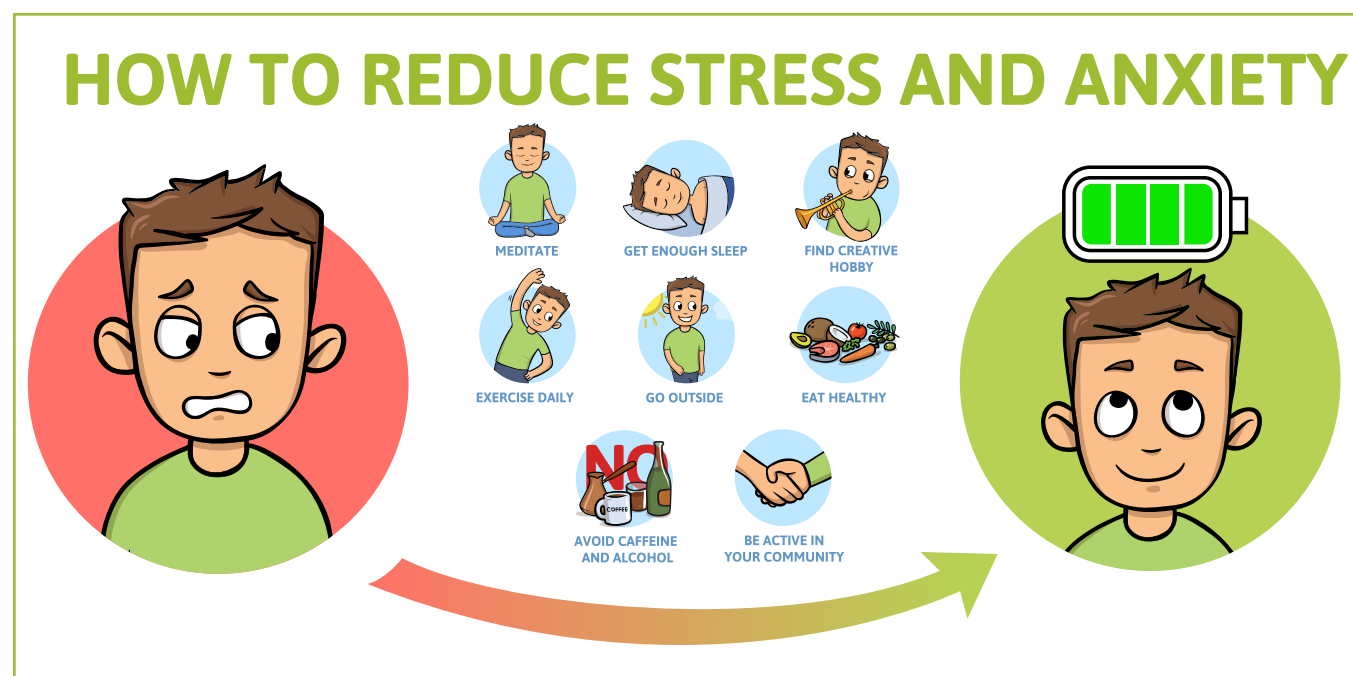 HOW TO REDUCE STRESS AND ANXIETY
MEDITATE
GET ENOUGH SLEEP
FIND CREATIVE
HOBBY
EXERCISE DAILY
GO OUTSIDE
EAT HEALTHY
NO
COFFEE
AVOID CAFFEINE
AND ALCOHOL
BE ACTIVE IN
YOUR COMMUNITY